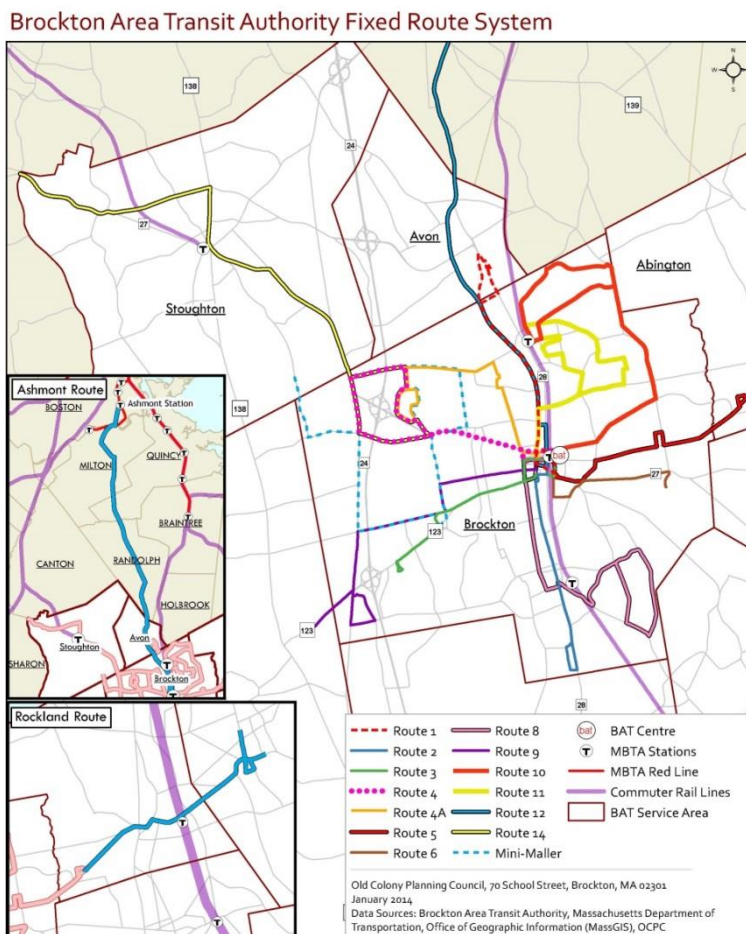 Brockton Area Transit Authority Fixed Route System
N
W
E
S
138
139
24
Avon
Abington
27
T
Stoughton
T
28
Ashmont Route
BOSTON
Ashmont Station
MILTON
QUINCY
BRAINTREE
CANTON
RANDOLPH
HOLBROOK
SHARON
Stoughton
Avon
Brockton
138
24
T
bat
27
123
Brockton
T
123
28
Rockland Route
Route 1
Route 2
Route 3
Route 4
Route 4A
Route 5
Route 6
Route 8
Route 9
Route 10
Route 11
Route 12
Route 14
Mini-Maller
bat BAT Centre
T MBTA Stations
MBTA Red Line
Commuter Rail Lines
BAT Service Area
Old Colony Planning Council, 70 School Street, Brockton, MA 02301
January 2014
Data Sources: Brockton Area Transit Authority, Massachusetts Department of
Transportation, Office of Geographic Information (MassGIS), OCPC